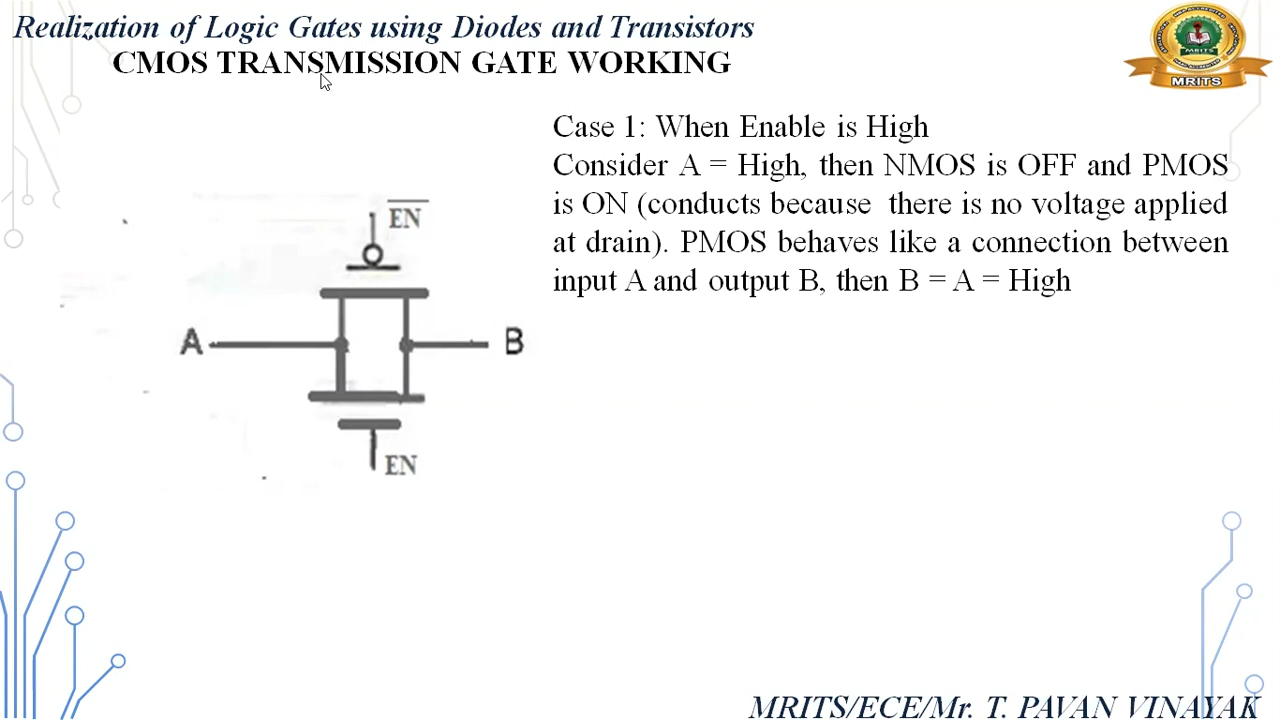 Realization of Logic Gates using Diodes and Transistors
CMOS TRANSMISSION GATE WORKING
MRITS
Case 1: When Enable is High
Consider A = High, then NMOS is OFF and PMOS
is ON (conducts because there is no voltage applied
at drain). PMOS behaves like a connection between
input A and output B, then B = A = High
EN
A
B
EN
MRITS/ECE/Mr. T. PAVAN VINAYAK